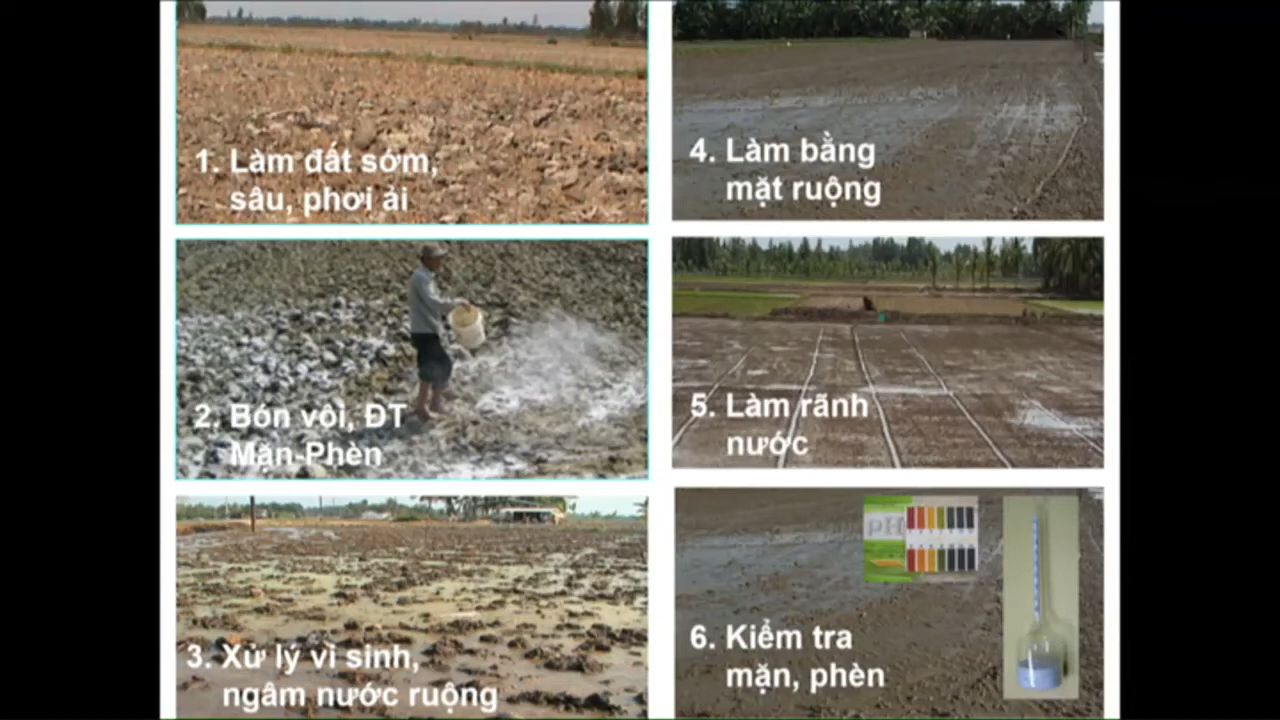 1. Làm đất sớm,
sâu, phơi ải
2. Bón vôi, ĐT
Mặn-Phèn
3. Xử lý vi sinh,
ngâm nước ruộng
4. Làm bằng
mặt ruộng
5. Làm rãnh
nước
6. Kiểm tra
mặn, phèn
pH